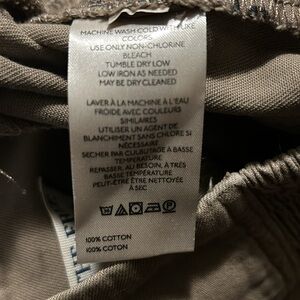 MACHINE WASH COLD WITH LIKE
COLORS
USE ONLY NON-CHLORINE
BLEACH
TUMBLE DRY LOW
LOW IRON AS NEEDED
MAY BE DRY CLEANED
LAVER À LA MACHINE À L'EAU
FROIDE AVEC COULEURS
SIMILAIRES
UTILISER UN AGENT DE
BLANCHIMENT SANS CHLORE SI
NÉCESSAIRE
SECHER PAR CULBUTAGE A BASSE
TEMPERATURE
REPASSER, AU BESOIN, À TRÈS
BASSE TEMPÉRATURE
PEUT-ÊTRE ÊTRE NETTOYÉE
À SEC
100% COTTON
100% COTON